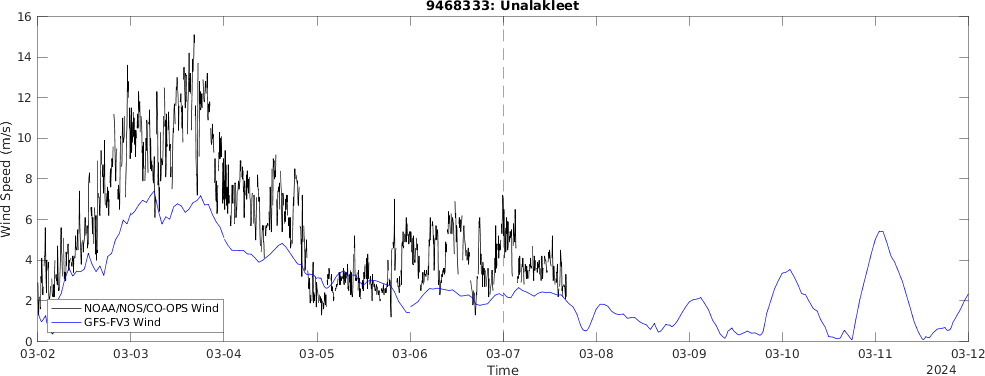 9468333: Unalakleet
16
14
12
10
8
6
4
2
0
Wind Speed (m/s)
NOAA/NOS/CO-OPS Wind
GFS-FV3 Wind
03-02 03-03 03-04 03-05 03-06 03-07 03-08 03-09 03-10 03-11 03-12
Time
2024